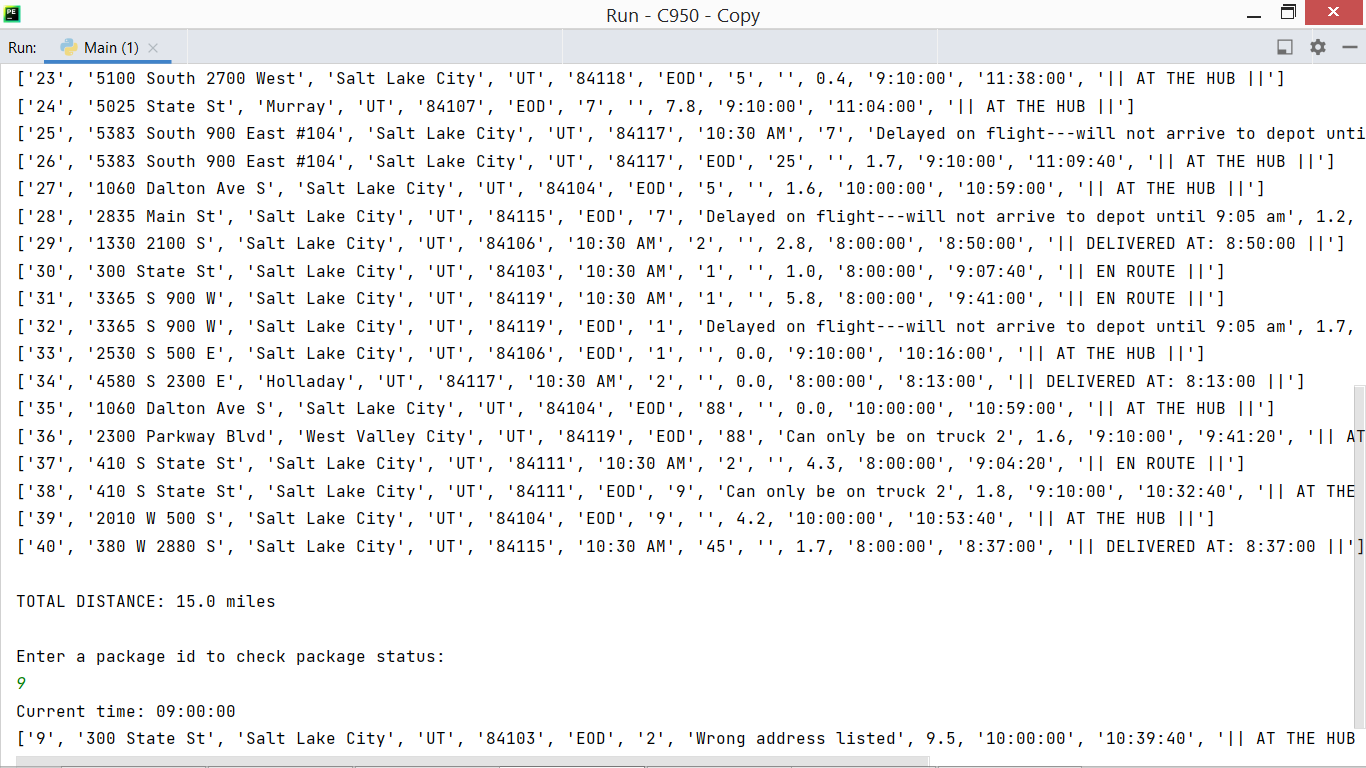 Run - C950 - Copy
Run: Main (1)
['23', '5100 South 2700 West', 'Salt Lake City', 'UT', '84118', 'EOD', '5', '', 0.4, '9:10:00', '11:38:00', '|| AT THE HUB ||']
['24', '5025 State St', 'Murray', 'UT', '84107', 'EOD', '7', '', 7.8, '9:10:00', '11:04:00', '|| AT THE HUB ||']
['25', '5383 South 900 East #104', 'Salt Lake City', 'UT', '84117', '10:30 AM', '7', 'Delayed on flight---will not arrive to depot unti
['26', '5383 South 900 East #104', 'Salt Lake City', 'UT', '84117', 'EOD', '25', '', 1.7, '9:10:00', '11:09:40', '|| AT THE HUB ||']
['27', '1060 Dalton Ave S', 'Salt Lake City', 'UT', '84104', 'EOD', '5', '', 1.6, '10:00:00', '10:59:00', '|| AT THE HUB ||']
['28', '2835 Main St', 'Salt Lake City', 'UT', '84115', 'EOD', '7', 'Delayed on flight---will not arrive to depot until 9:05 am', 1.2,
['29', '1330 2100 S', 'Salt Lake City', 'UT', '84106', '10:30 AM', '2', '', 2.8, '8:00:00', '8:50:00', '|| DELIVERED AT: 8:50:00 ||']
['30', '300 State St', 'Salt Lake City', 'UT', '84103', '10:30 AM', '1', '', 1.0, '8:00:00', '9:07:40', '|| EN ROUTE ||']
['31', '3365 S 900 W', 'Salt Lake City', 'UT', '84119', '10:30 AM', '1', '', 5.8, '8:00:00', '9:41:00', '|| EN ROUTE ||']
['32', '3365 S 900 W', 'Salt Lake City', 'UT', '84119', 'EOD', '1', 'Delayed on flight---will not arrive to depot until 9:05 am', 1.7,
['33', '2530 S 500 E', 'Salt Lake City', 'UT', '84106', 'EOD', '1', '', 0.0, '9:10:00', '10:16:00', '|| AT THE HUB ||']
['34', '4580 S 2300 E', 'Holladay', 'UT', '84117', '10:30 AM', '2', '', 0.0, '8:00:00', '8:13:00', '|| DELIVERED AT: 8:13:00 ||']
['35', '1060 Dalton Ave S', 'Salt Lake City', 'UT', '84104', 'EOD', '88', '', 0.0, '10:00:00', '10:59:00', '|| AT THE HUB ||']
['36', '2300 Parkway Blvd', 'West Valley City', 'UT', '84119', 'EOD', '88', 'Can only be on truck 2', 1.6, '9:10:00', '9:41:20', '|| AT
['37', '410 S State St', 'Salt Lake City', 'UT', '84111', '10:30 AM', '2', '', 4.3, '8:00:00', '9:04:20', '|| EN ROUTE ||']
['38', '410 S State St', 'Salt Lake City', 'UT', '84111', 'EOD', '9', 'Can only be on truck 2', 1.8, '9:10:00', '10:32:40', '|| AT THE
['39', '2010 W 500 S', 'Salt Lake City', 'UT', '84104', 'EOD', '9', '', 4.2, '10:00:00', '10:53:40', '|| AT THE HUB ||']
['40', '380 W 2880 S', 'Salt Lake City', 'UT', '84115', '10:30 AM', '45', '', 1.7, '8:00:00', '8:37:00', '|| DELIVERED AT: 8:37:00 ||']
TOTAL DISTANCE: 15.0 miles
Enter a package id to check package status:
9
Current time: 09:00:00
['9', '300 State St', 'Salt Lake City', 'UT', '84103', 'EOD', '2', 'Wrong address listed', 9.5, '10:00:00', '10:39:40', '|| AT THE HUB